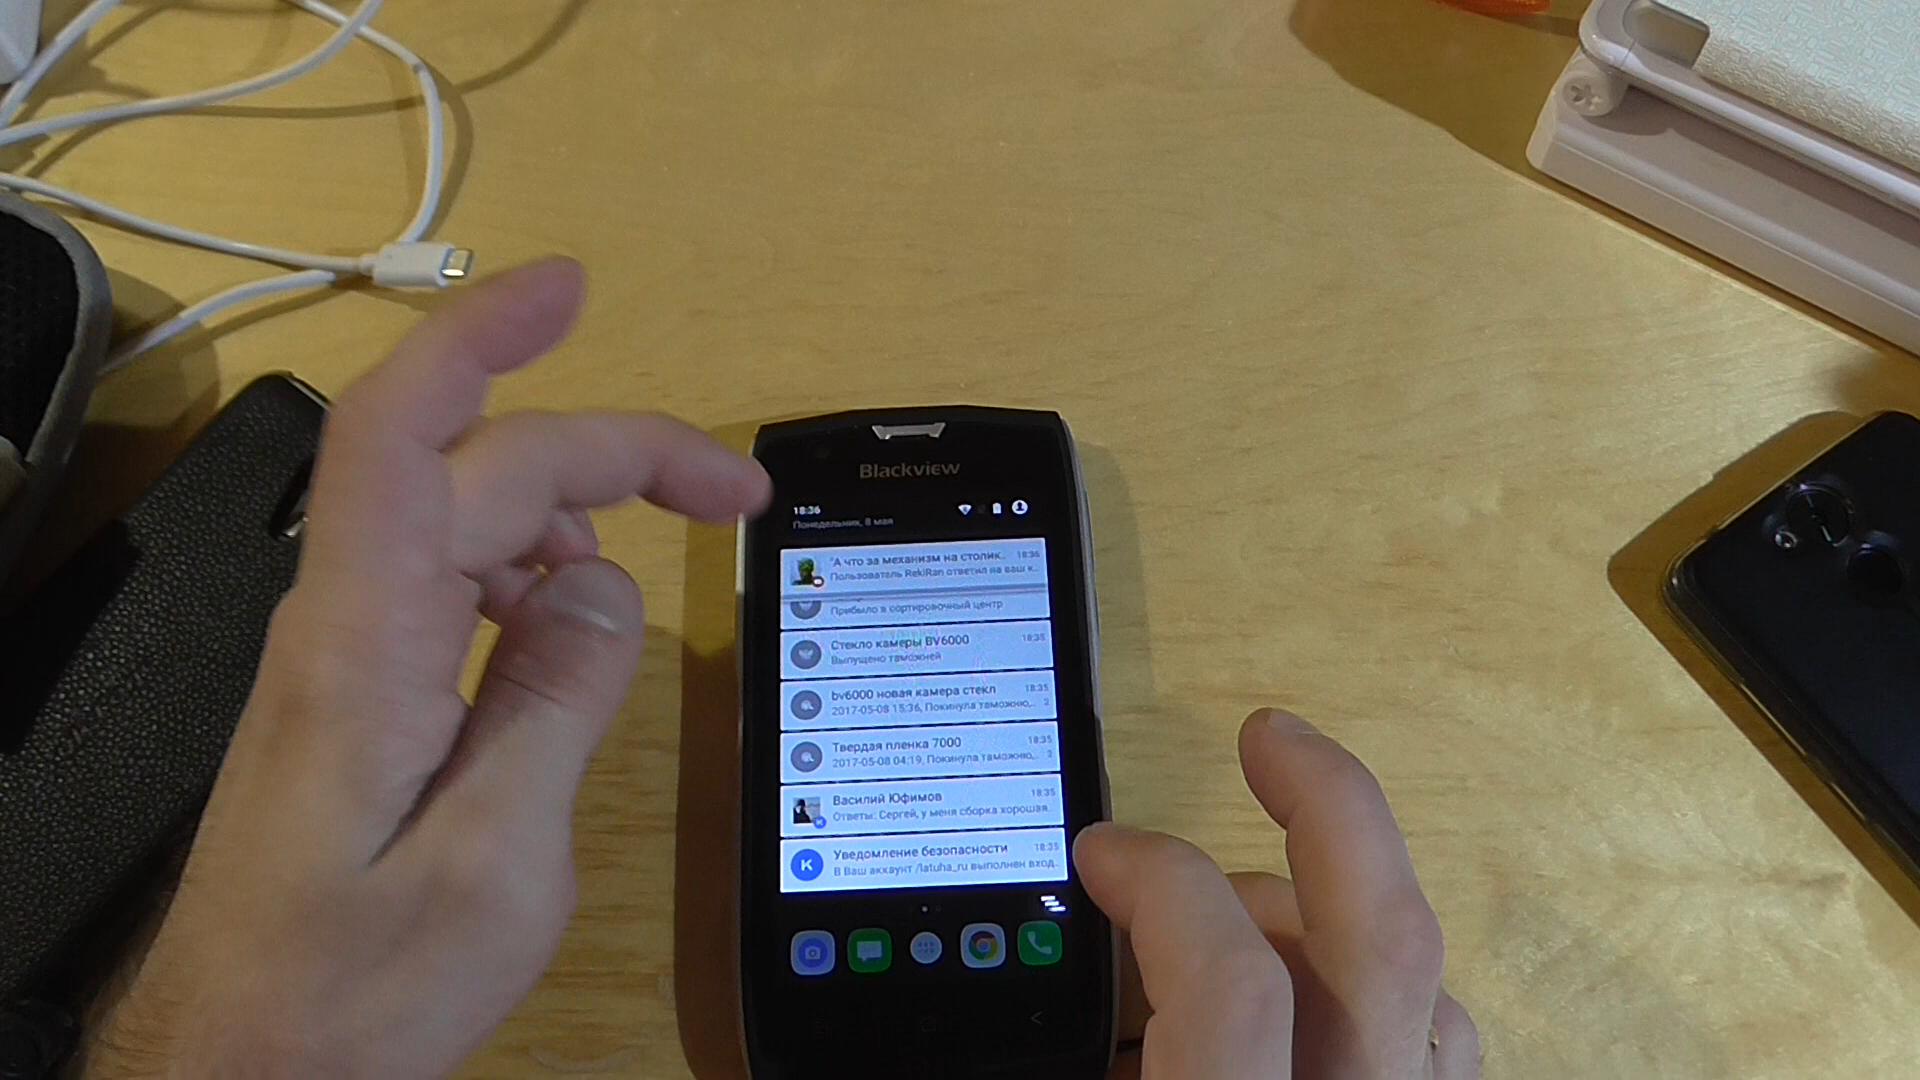 Blackview
18:36
Понедельник, 8 мая
"А что за механизм на столик.. 18:36
Пользователь RekiRan ответил на ваш к...
Прибыло в сортировочный центр
Стекло камеры BV6000 18:35
Выпущено таможней
bv6000 новая камера стекл 18:35
2017-05-08 15:36, Покинула таможню,.. 2
Твердая пленка 7000 18:35
2017-05-08 04:19, Покинула таможню,..
Василий Юфимов 18:35
Ответы: Сергей, у меня сборка хорошая.
K
Уведомление безопасности 18:35
В Ваш аккаунт /latuha_ru выполнен вход..